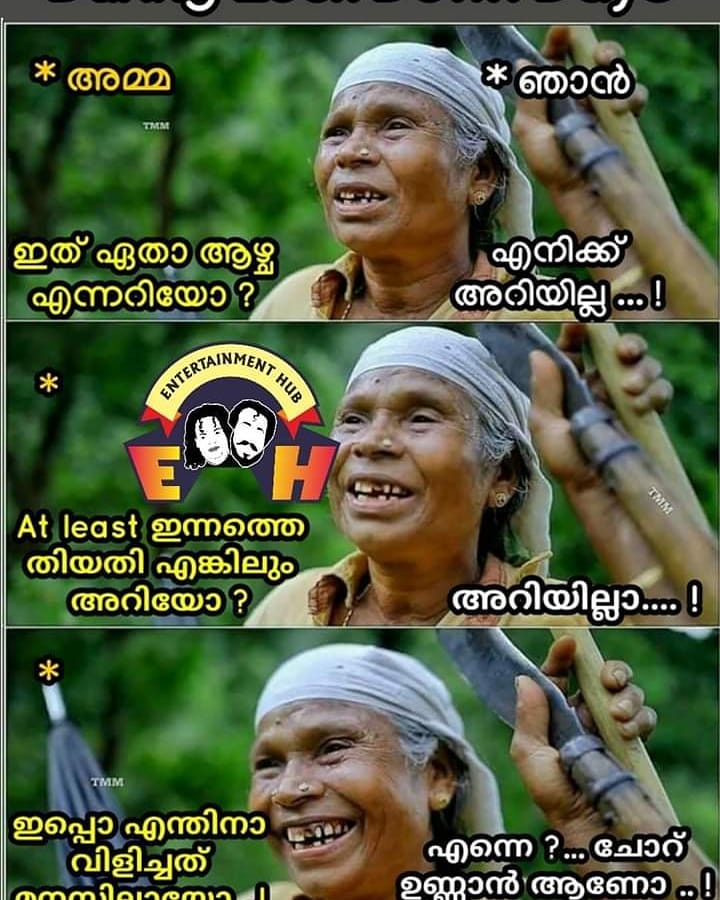 * അമ്മ
* ഞാൻ
TMM
ഇത് ഏതാ ആഴ്ച
എന്നറിയോ ?
എനിക്ക്
അറിയില്ല ... !
*
ENTERTAINMENT HUB
E H
TMM
At least ഇന്നത്തെ
തിയതി എങ്കിലും
അറിയോ ?
അറിയില്ലാ.... !
*
TMM
ഇപ്പൊ എന്തിനാ
വിളിച്ചത്
എന്നെ ?... ചോറ്
ഉണ്ണാൻ ആണോ .. !